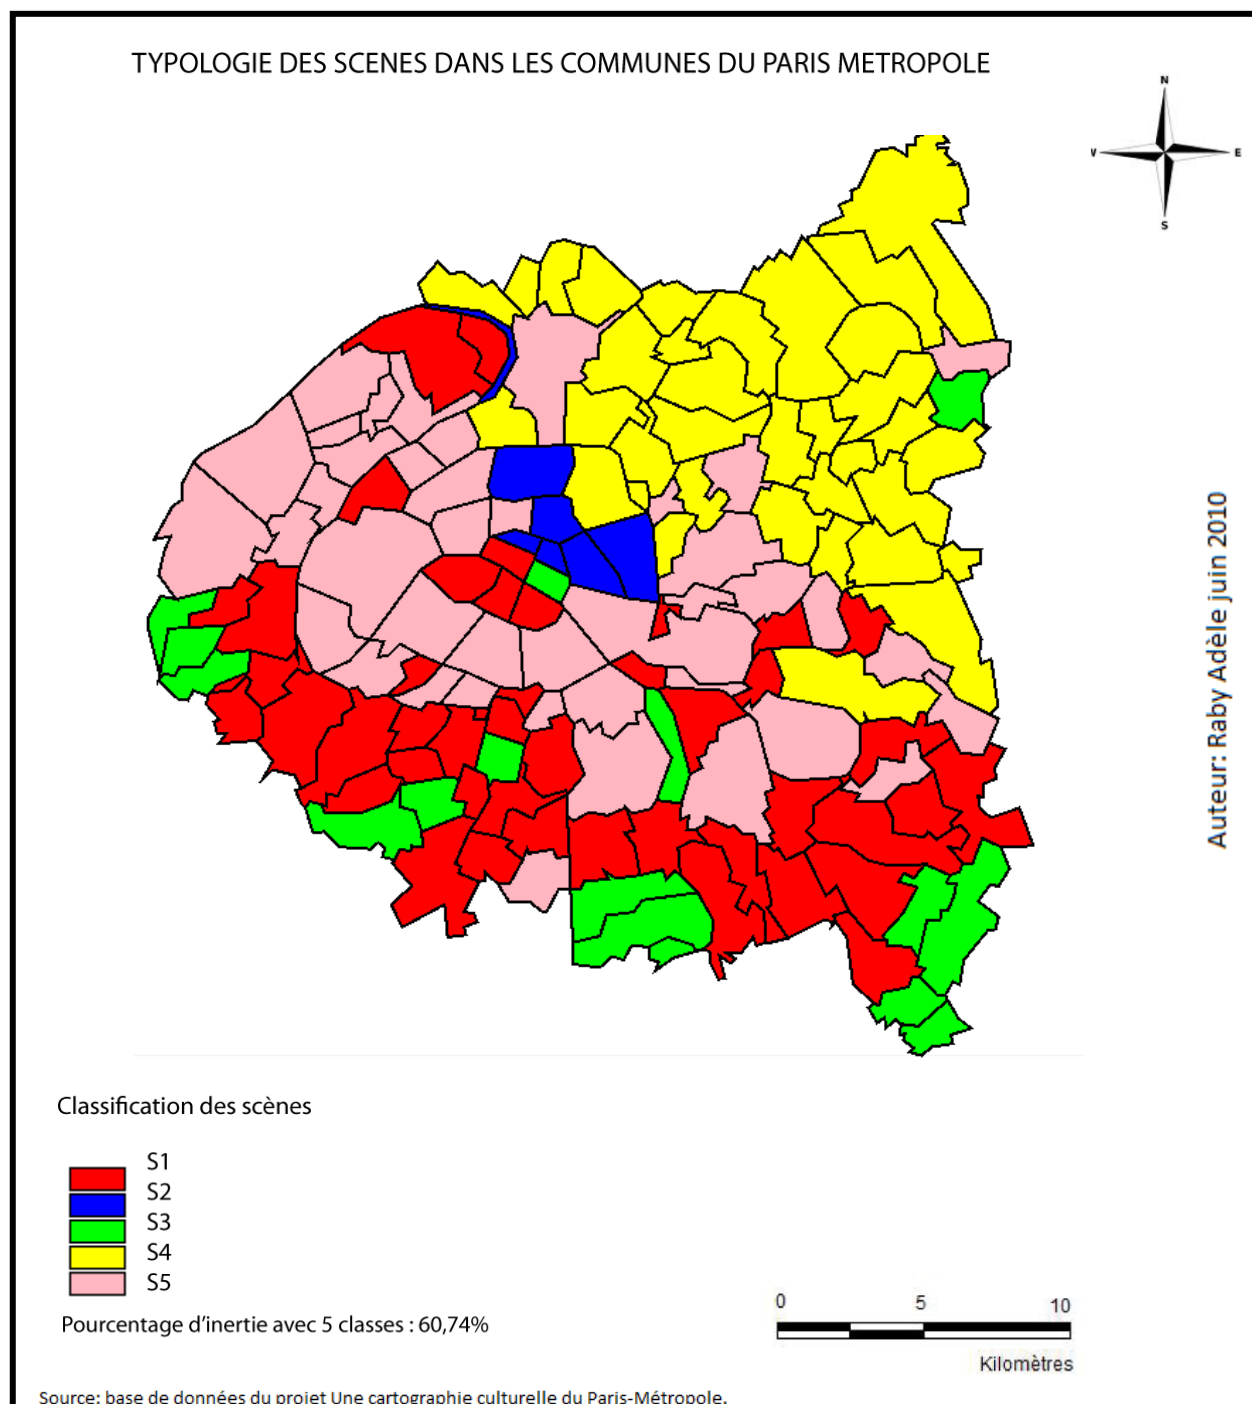 TYPOLOGIE DES SCENES DANS LES COMMUNES DU PARIS METROPOLE
N
V E
S
Auteur: Raby Adèle juin 2010
Classification des scènes
S1
S2
S3
S4
S5
Pourcentage d'inertie avec 5 classes : 60,74%
0 5 10
Kilomètres
Source: base de données du projet Une cartographie culturelle du Paris-Métropole.